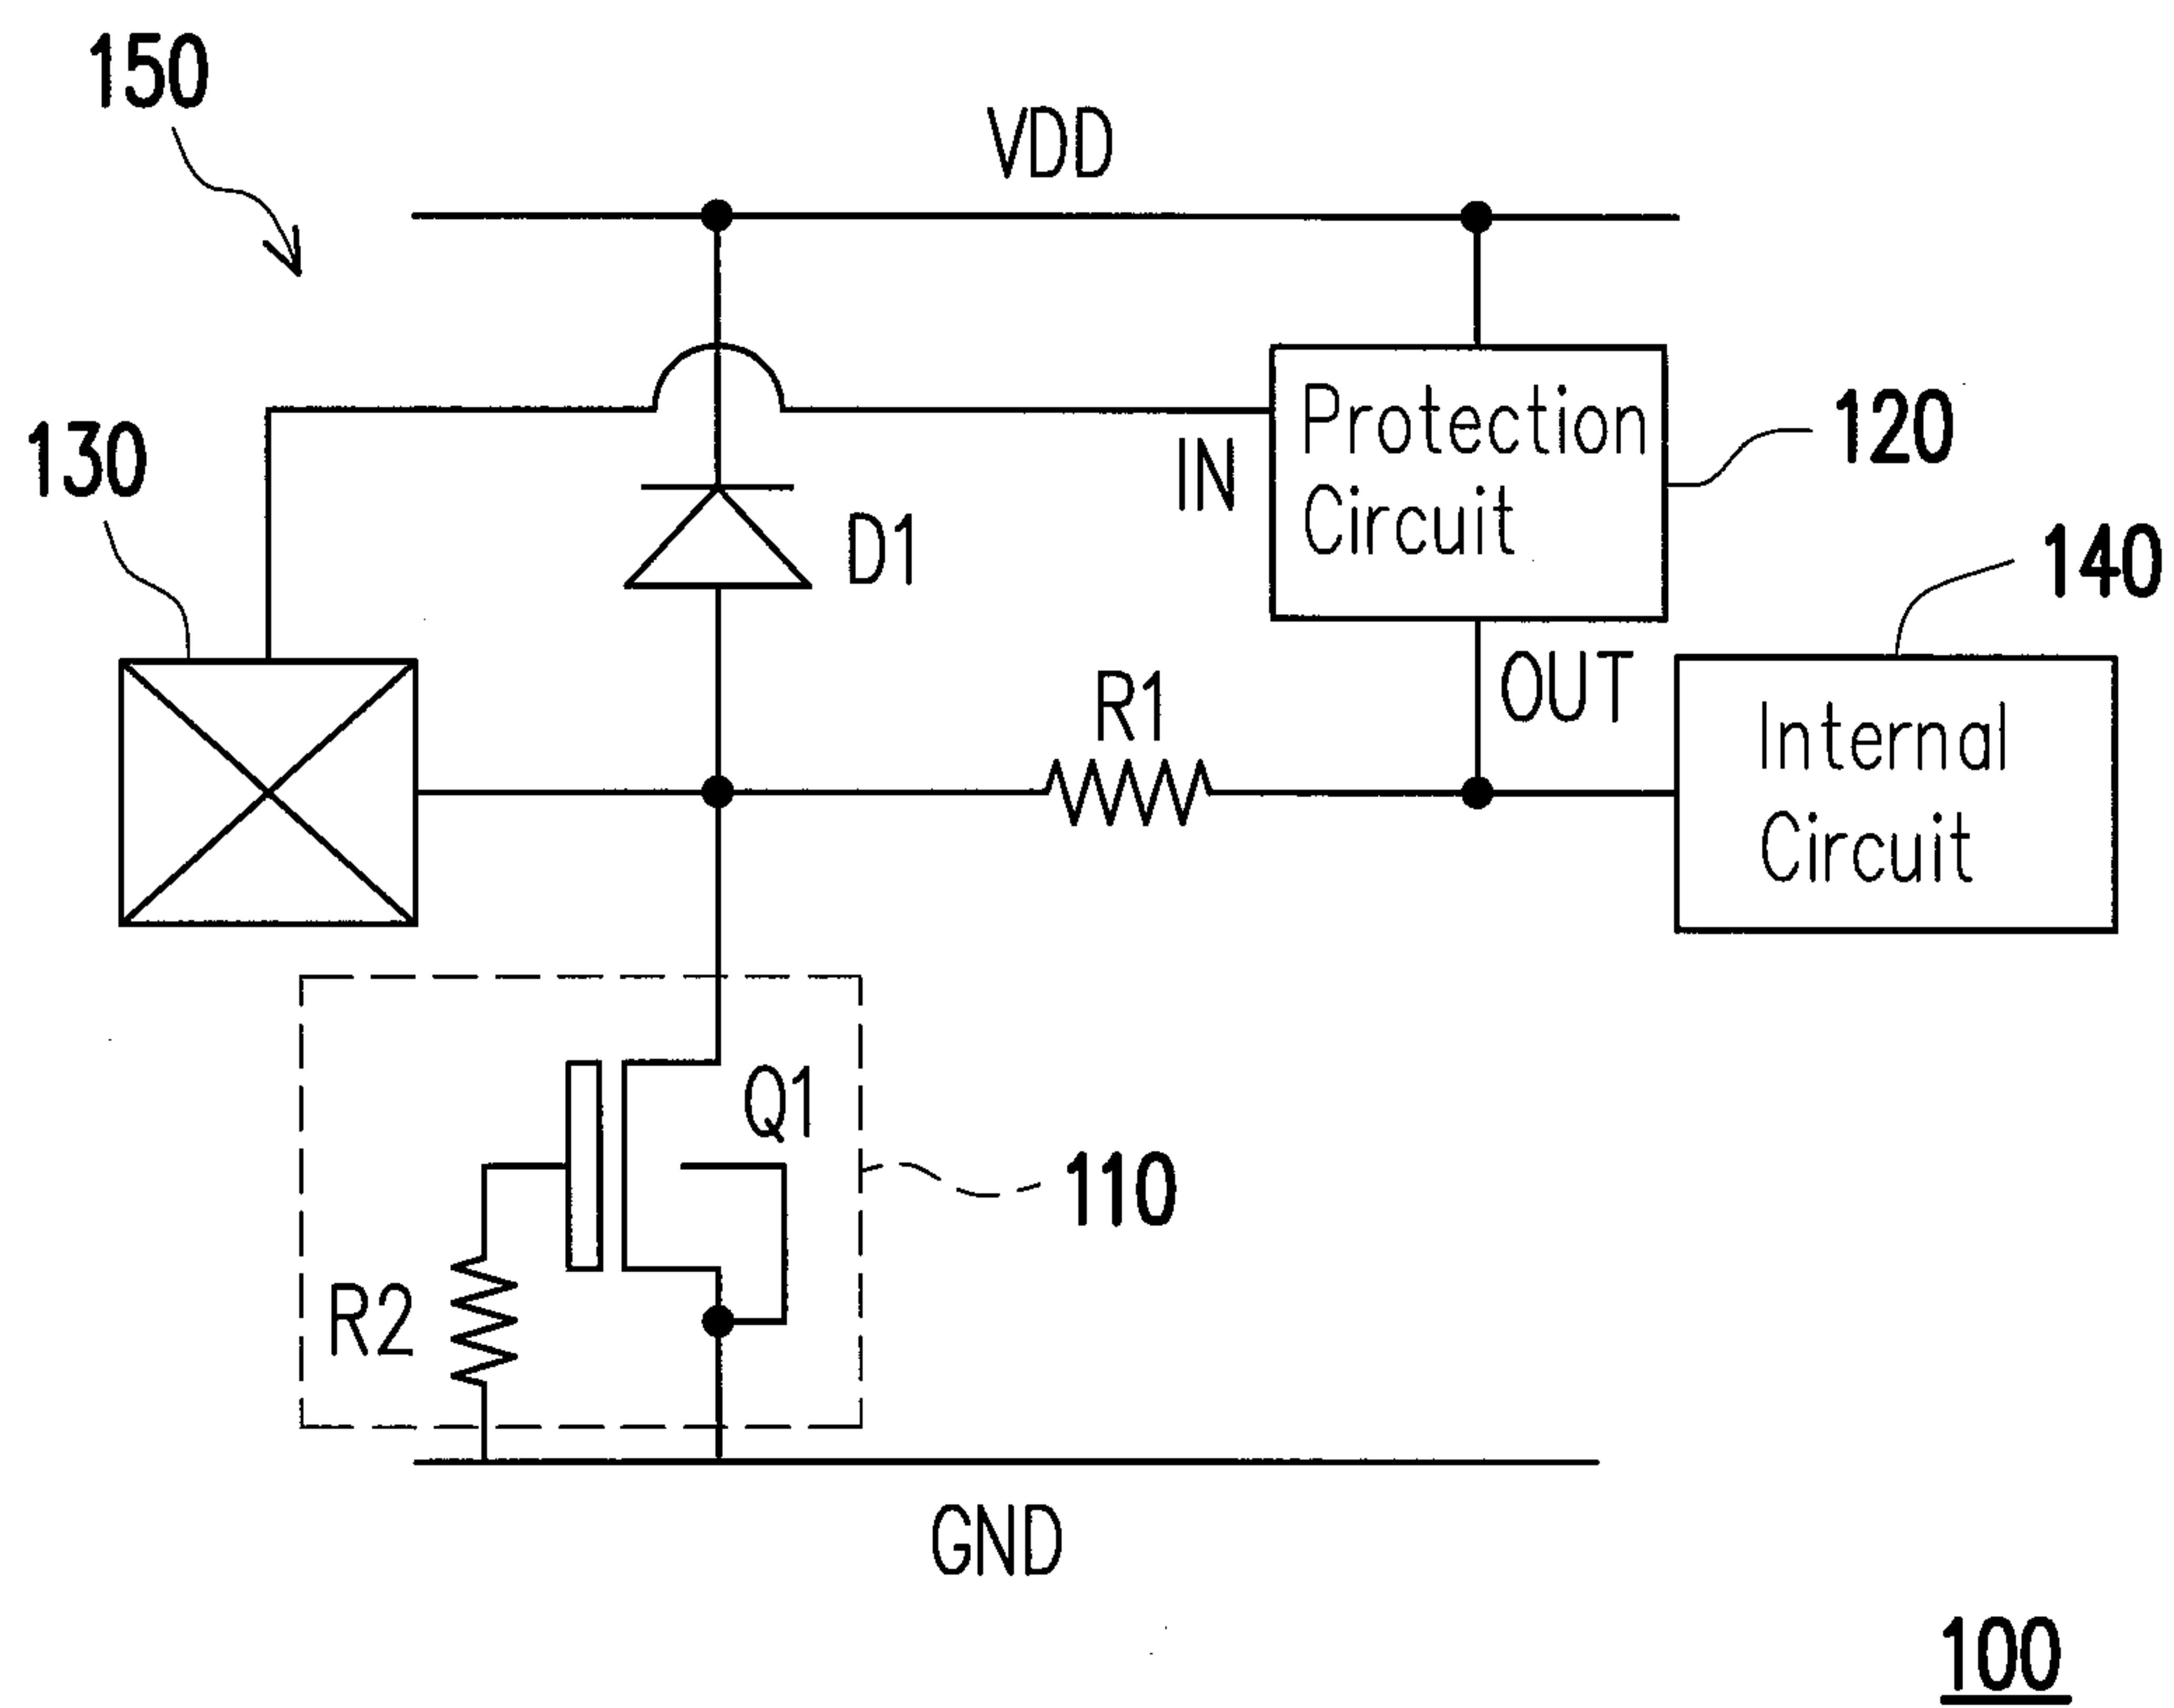 150
VDD
130
Protection
Circuit
120
IN
D1
140
R1
OUT
Internal
Circuit
Q1
110
R2
GND
100